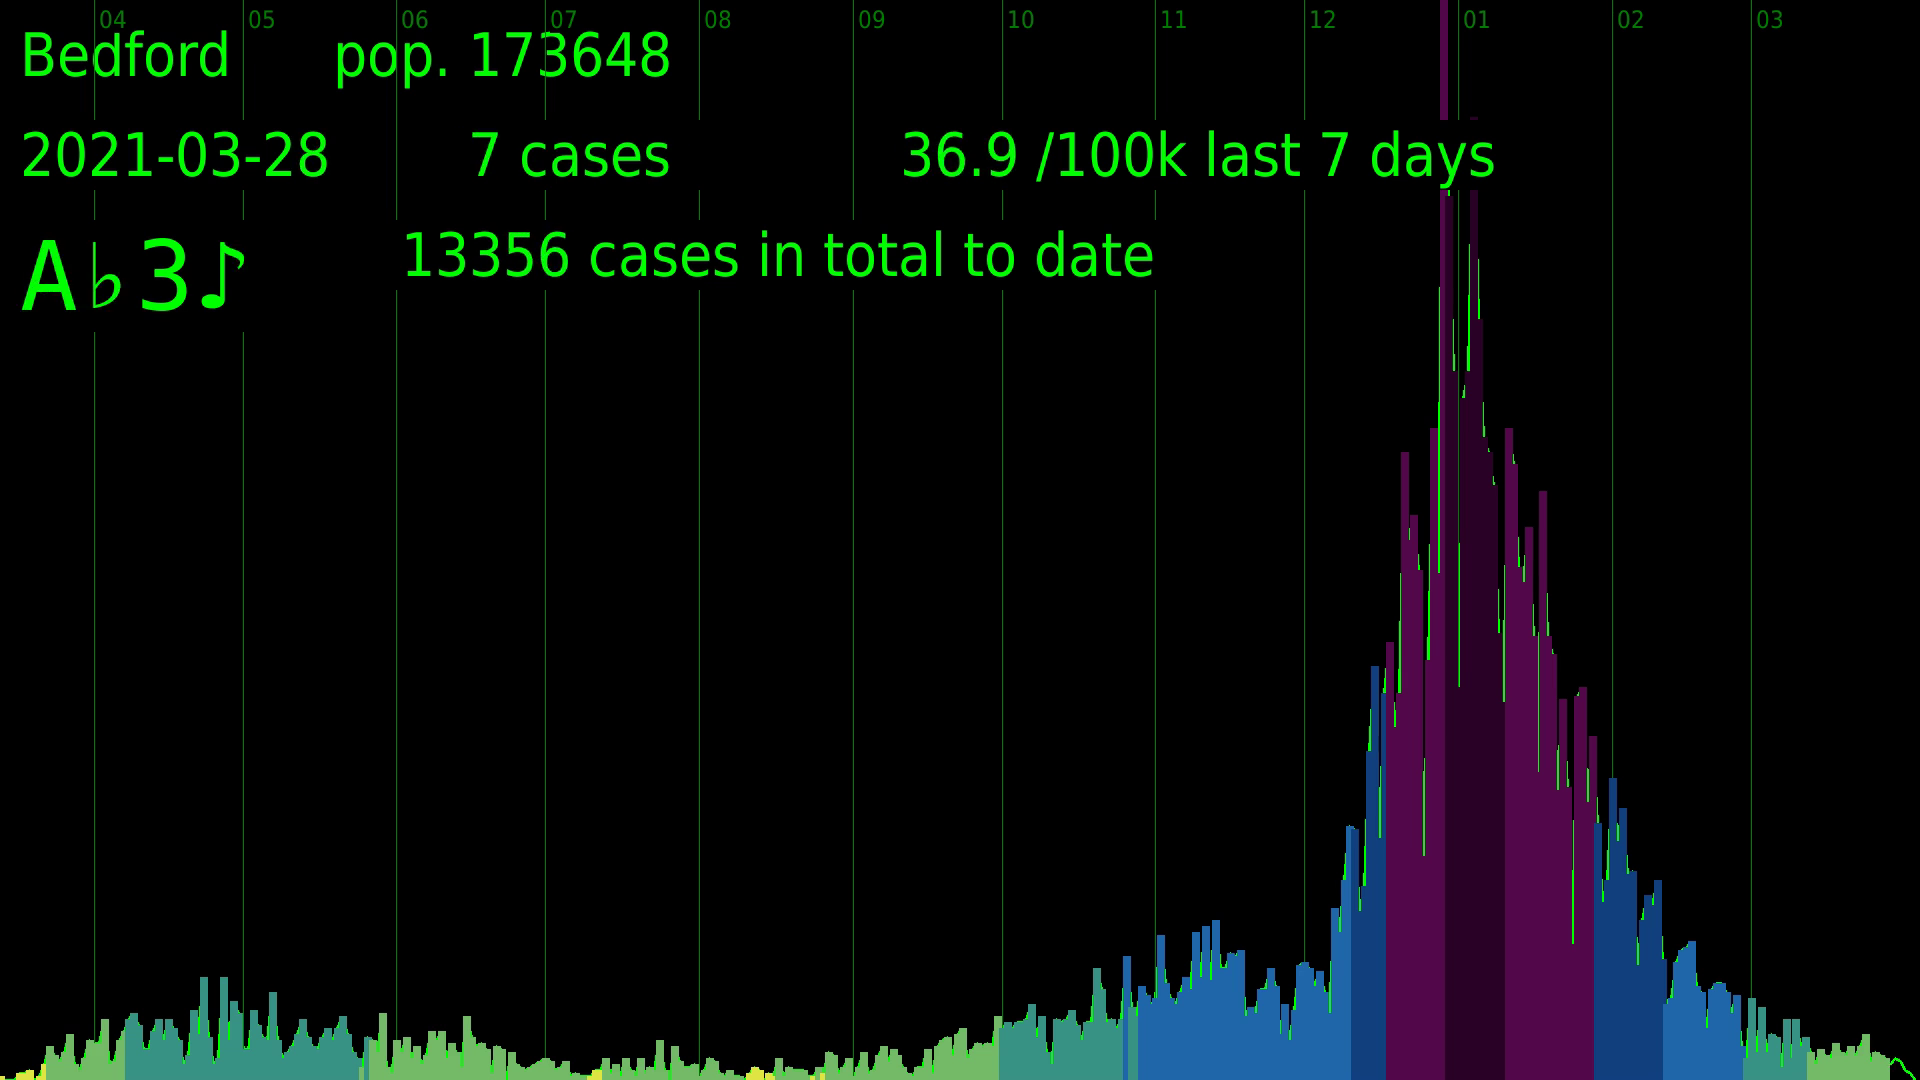 04 05 06 07 08 09 10 11 12 01 02 03
Bedford pop. 173648
2021-03-28 7 cases 36.9 /100k last 7 days
A♭3♪ 13356 cases in total to date